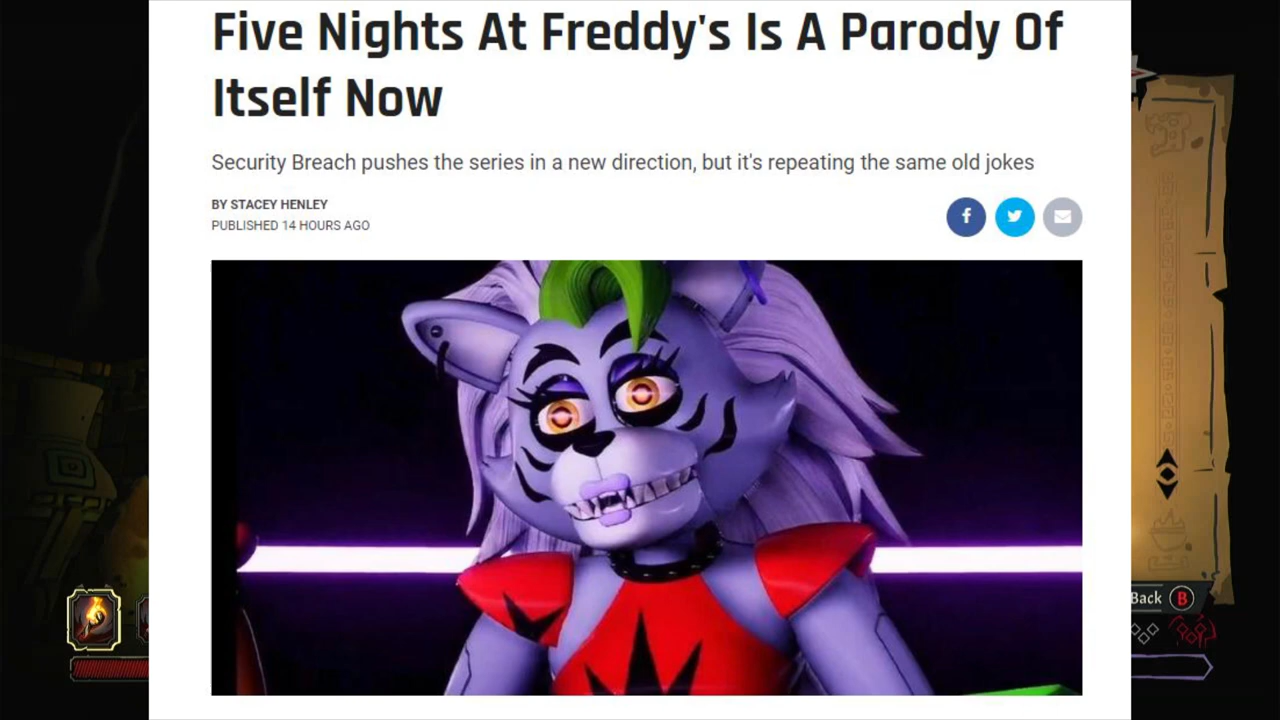 Five Nights At Freddy's Is A Parody Of
Itself Now
Security Breach pushes the series in a new direction, but it's repeating the same old jokes
BY STACEY HENLEY
PUBLISHED 14 HOURS AGO
f
Back B